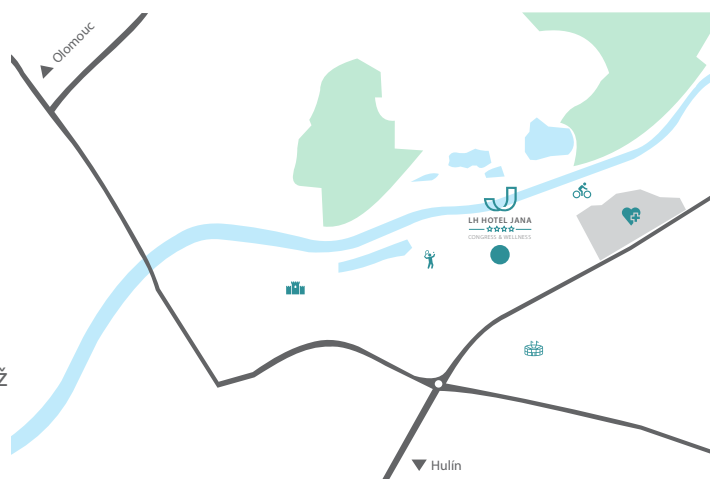 Olomouc
LH HOTEL JANA
CONGRESS & WELLNESS
ž
Hulín